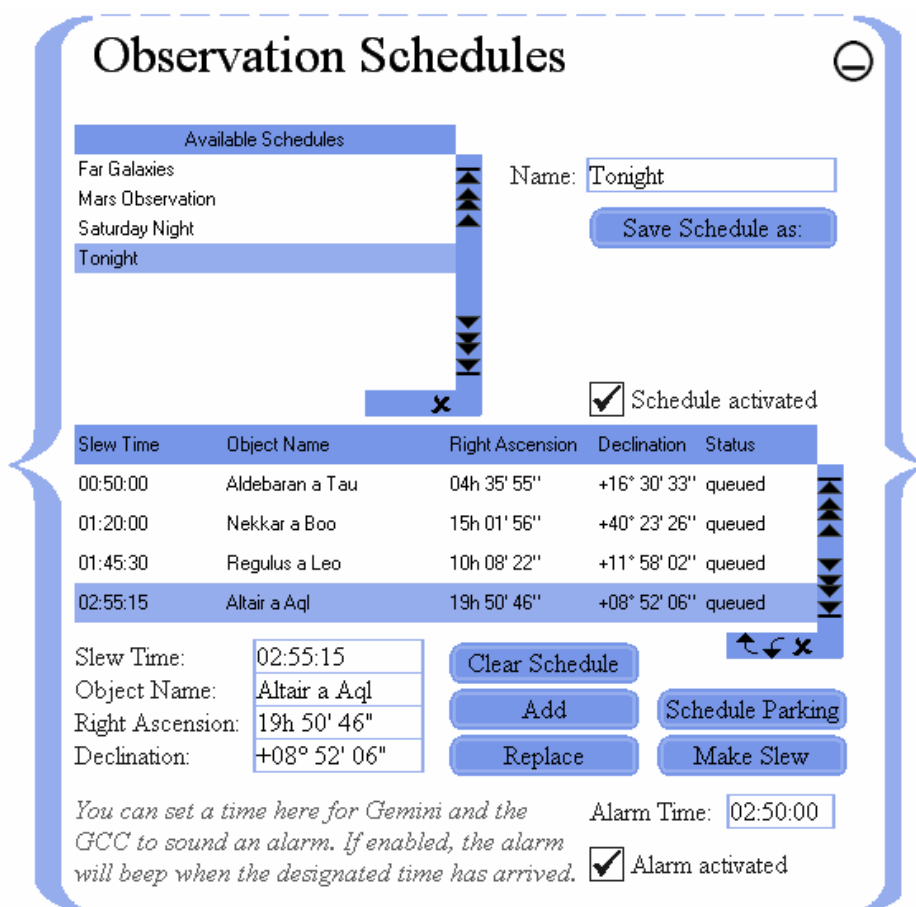 Observation Schedules
Available Schedules
Far Galaxies
Mars Observation
Saturday Night
Tonight
Name: Tonight
Save Schedule as:
Schedule activated
Slew Time Object Name Right Ascension Declination Status
00:50:00 Aldebaran a Tau 04h 35' 55'' +16° 30' 33'' queued
01:20:00 Nekkar a Boo 15h 01' 56'' +40° 23' 26'' queued
01:45:30 Regulus a Leo 10h 08' 22'' +11° 58' 02'' queued
02:55:15 Altair a Aql 19h 50' 46'' +08° 52' 06'' queued
Slew Time: 02:55:15
Object Name: Altair a Aql
Right Ascension: 19h 50' 46"
Declination: +08° 52' 06"
Clear Schedule
Add
Replace
Schedule Parking
Make Slew
You can set a time here for Gemini and the
GCC to sound an alarm. If enabled, the alarm
will beep when the designated time has arrived.
Alarm Time: 02:50:00
Alarm activated